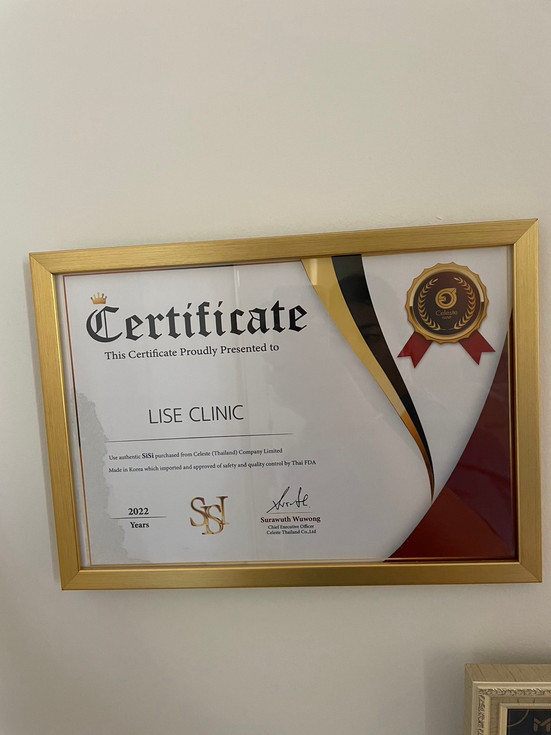 Certificate
This Certificate Proudly Presented to
Celeste
LISE CLINIC
Use authentic SiSi purchased from Celeste (Thailand) Company Limited
Made in Korea which imported and approved of safety and quality control by Thai FDA
2022
Years
SiSi
Surawuth Wuwong
Chief Executive Officer
Celeste Thailand Co.,Ltd